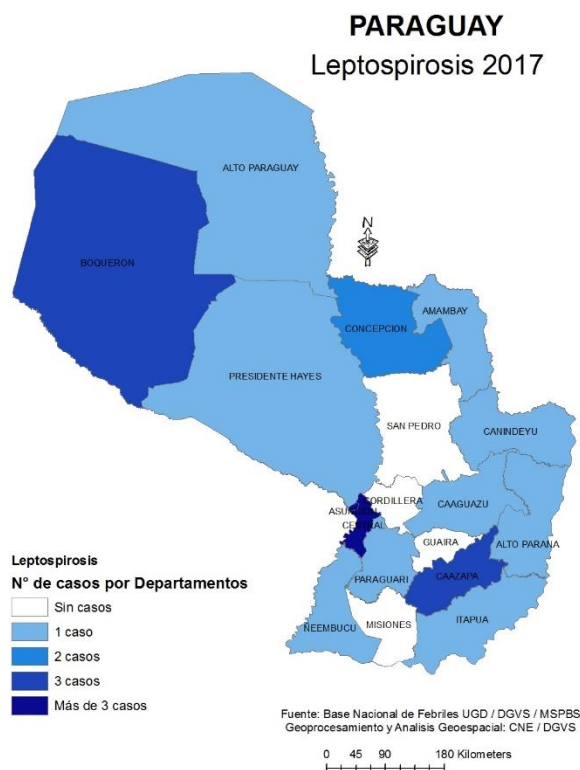 PARAGUAY
Leptospirosis 2017
ALTO PARAGUAY
N
BOQUERON
CONCEPCION
AMAMBAY
PRESIDENTE HAYES
SAN PEDRO
CANINDEYU
CORDILLERA
CAAGUAZU
CENTRAL
GUAIRA
ALTO PARANA
PARAGUARI
CAAZAPA
ÑEEMBUCU
MISIONES
ITAPUA
Leptospirosis
N° de casos por Departamentos
Sin casos
1 caso
2 casos
3 casos
Más de 3 casos
Fuente: Base Nacional de Febriles UGD / DGVS / MSPBS
Geoprocesamiento y Analisis Geoespacial: CNE / DGVS
0 45 90 180 Kilometers